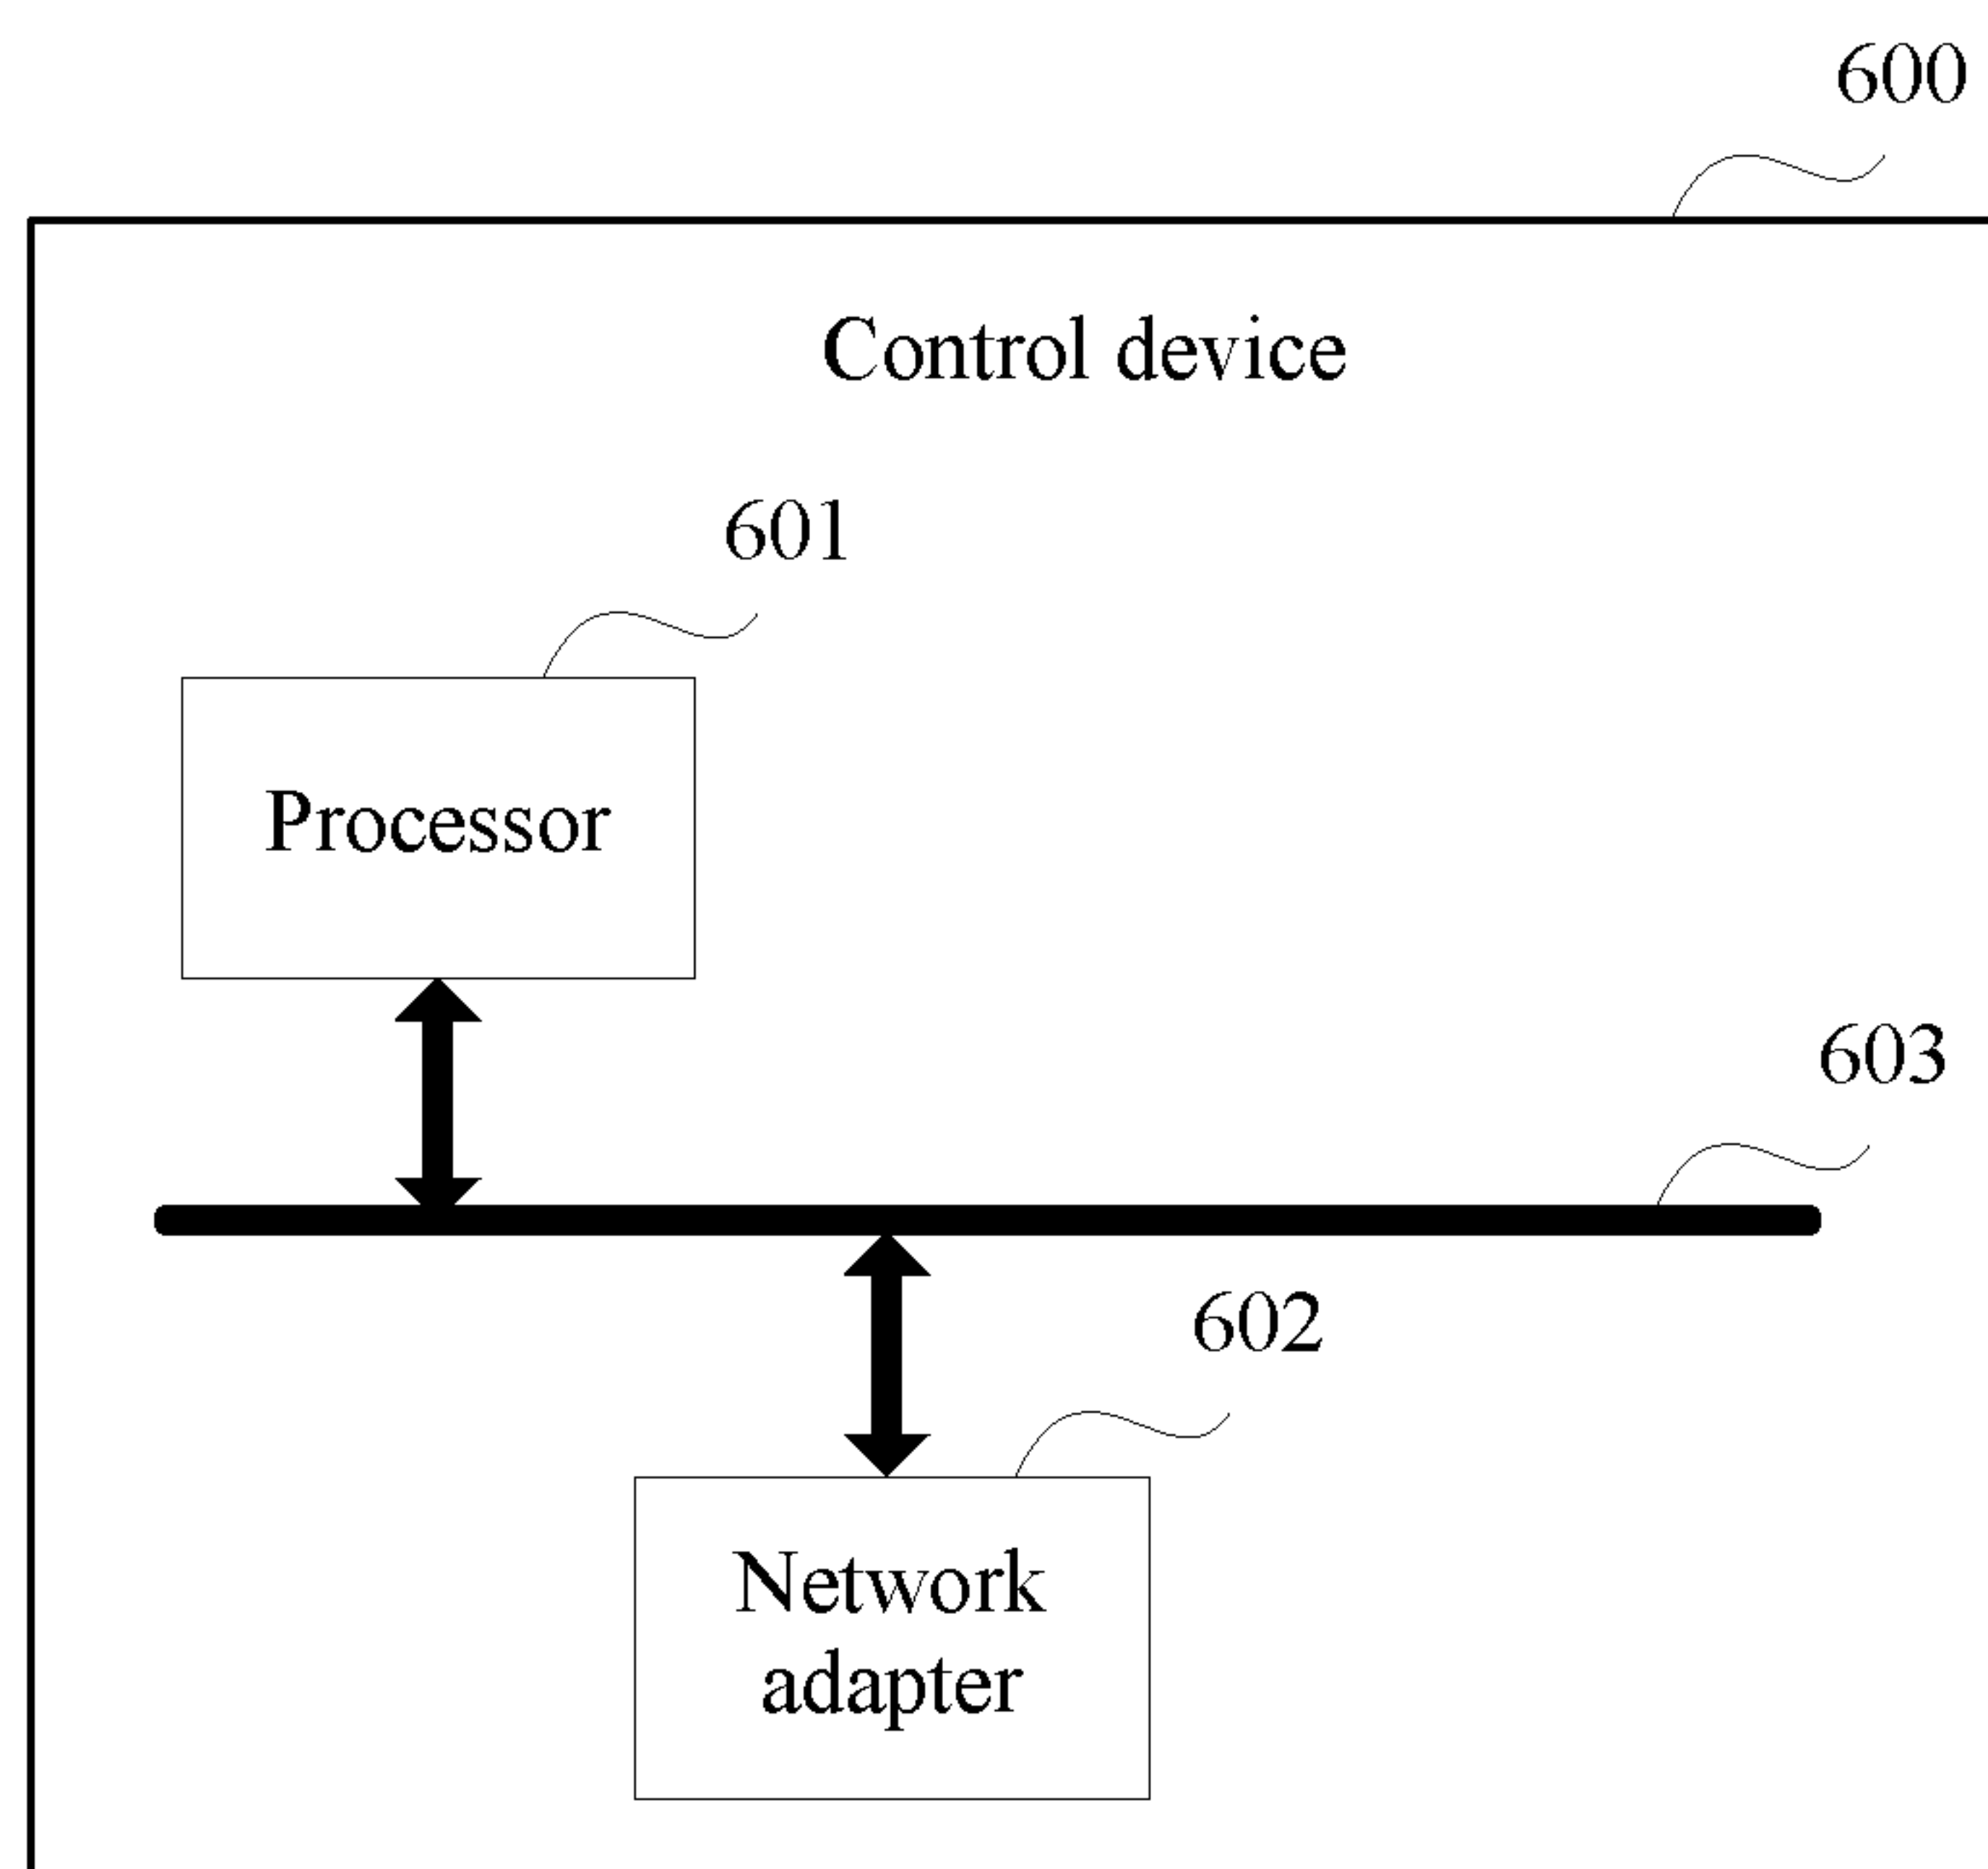 600
Control device
601
Processor
603
602
Network
adapter